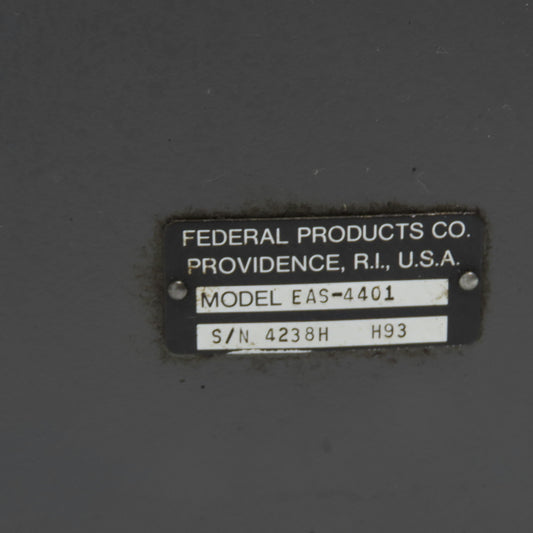 FEDERAL PRODUCTS CO.
PROVIDENCE, R.I., U.S.A.
MODEL EAS-4401
S/N 4238H H93